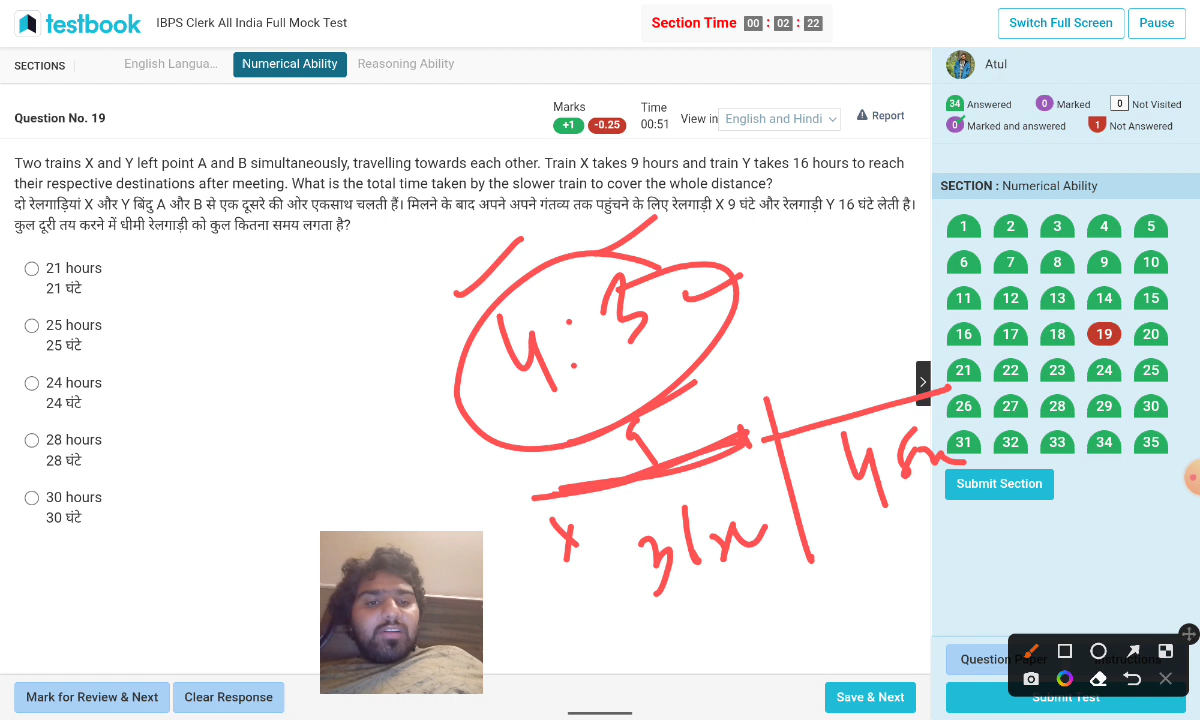 testbook IBPS Clerk All India Full Mock Test Section Time 00 : 02 : 22 Switch Full Screen Pause
SECTIONS English Langua... Numerical Ability Reasoning Ability Atul
34 Answered 0 Marked 0 Not Visited
0 Marked and answered 1 Not Answered
Question No. 19 Marks +1 -0.25 Time 00:51 View in English and Hindi Report
Two trains X and Y left point A and B simultaneously, travelling towards each other. Train X takes 9 hours and train Y takes 16 hours to reach
their respective destinations after meeting. What is the total time taken by the slower train to cover the whole distance?
दो रेलगाड़ियां X और Y बिंदु A और B से एक दूसरे की ओर एकसाथ चलती हैं। मिलने के बाद अपने अपने गंतव्य तक पहुंचने के लिए रेलगाड़ी X 9 घंटे और रेलगाड़ी Y 16 घंटे लेती है।
कुल दूरी तय करने में धीमी रेलगाड़ी को कुल कितना समय लगता है?
21 hours
21 घंटे
25 hours
25 घंटे
24 hours
24 घंटे
28 hours
28 घंटे
30 hours
30 घंटे
SECTION : Numerical Ability
1 2 3 4 5
6 7 8 9 10
11 12 13 14 15
16 17 18 19 20
21 22 23 24 25
26 27 28 29 30
31 32 33 34 35
Submit Section
Question Paper Instructions
Submit Test
Mark for Review & Next Clear Response Save & Next